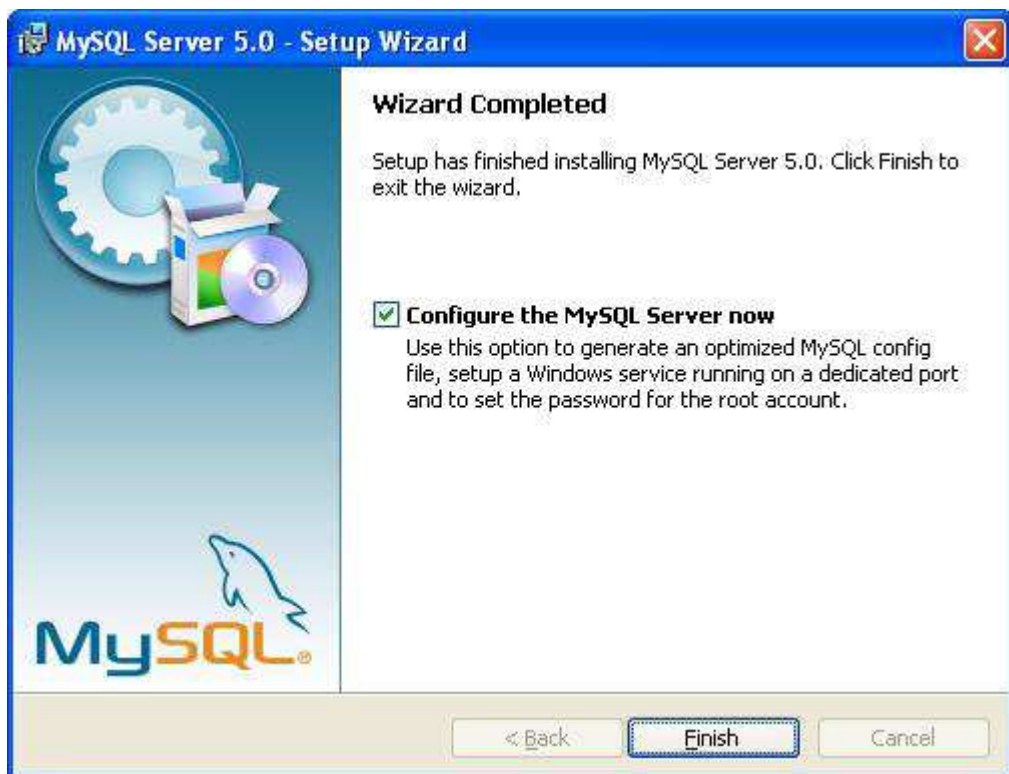 MySQL Server 5.0 - Setup Wizard
Wizard Completed
Setup has finished installing MySQL Server 5.0. Click Finish to
exit the wizard.
Configure the MySQL Server now
Use this option to generate an optimized MySQL config
file, setup a Windows service running on a dedicated port
and to set the password for the root account.
MySQL®
< Back
Finish
Cancel